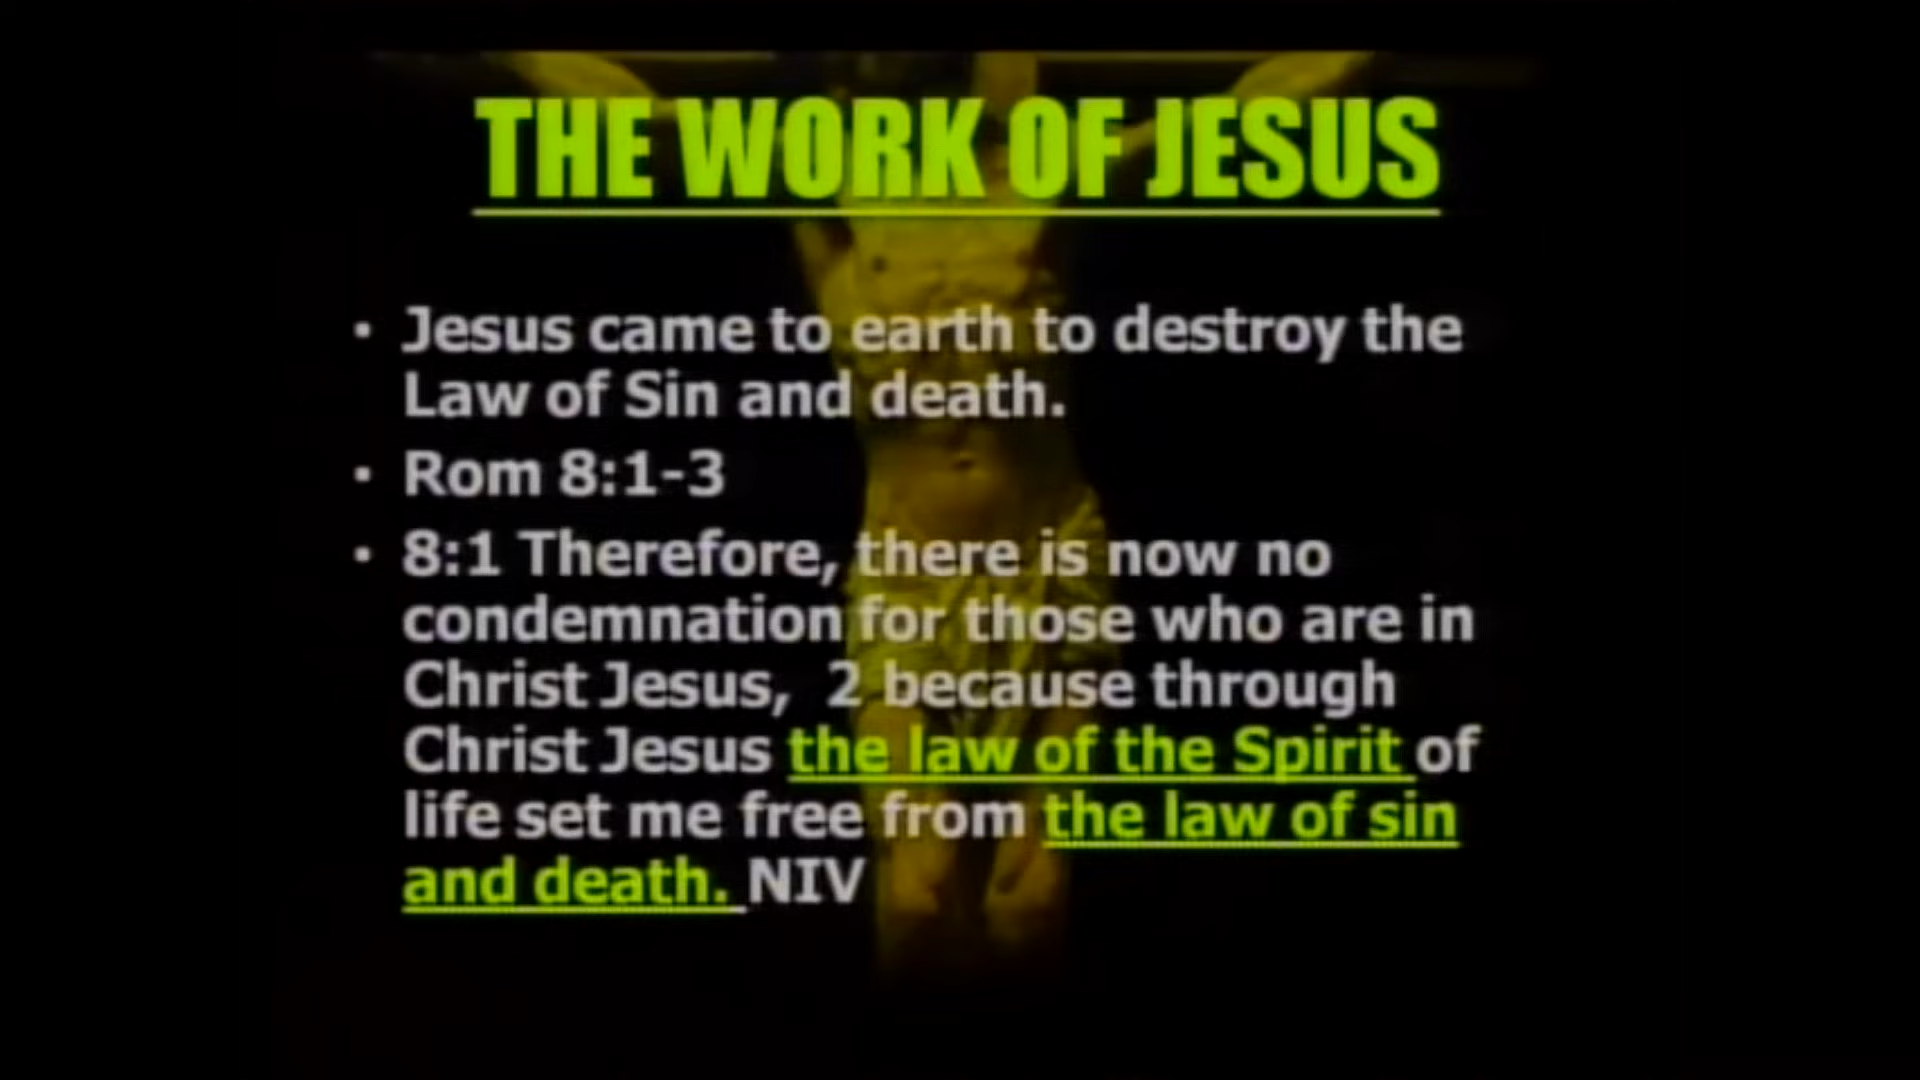 THE WORK OF JESUS
• Jesus came to earth to destroy the
Law of Sin and death.
• Rom 8:1-3
• 8:1 Therefore, there is now no
condemnation for those who are in
Christ Jesus,  2 because through
Christ Jesus the law of the Spirit of
life set me free from the law of sin
and death. NIV